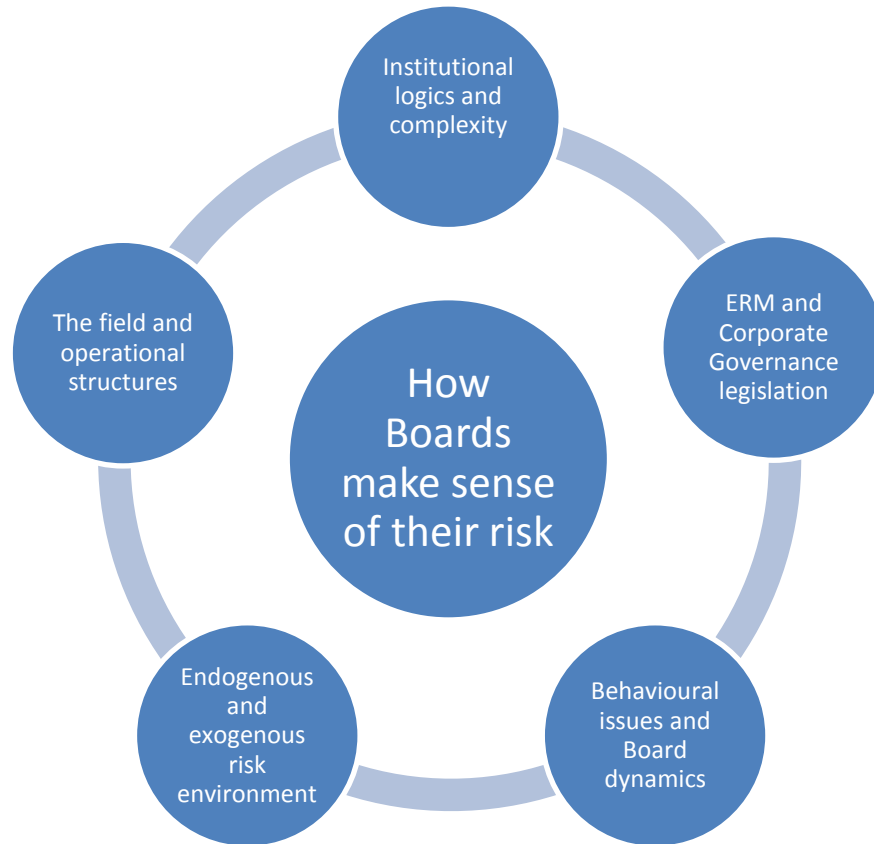 Institutional
logics and
complexity
ERM and
Corporate
Governance
legislation
Behavioural
issues and
Board
dynamics
Endogenous
and
exogenous
risk
environment
The field and
operational
structures
How
Boards
make sense
of their risk